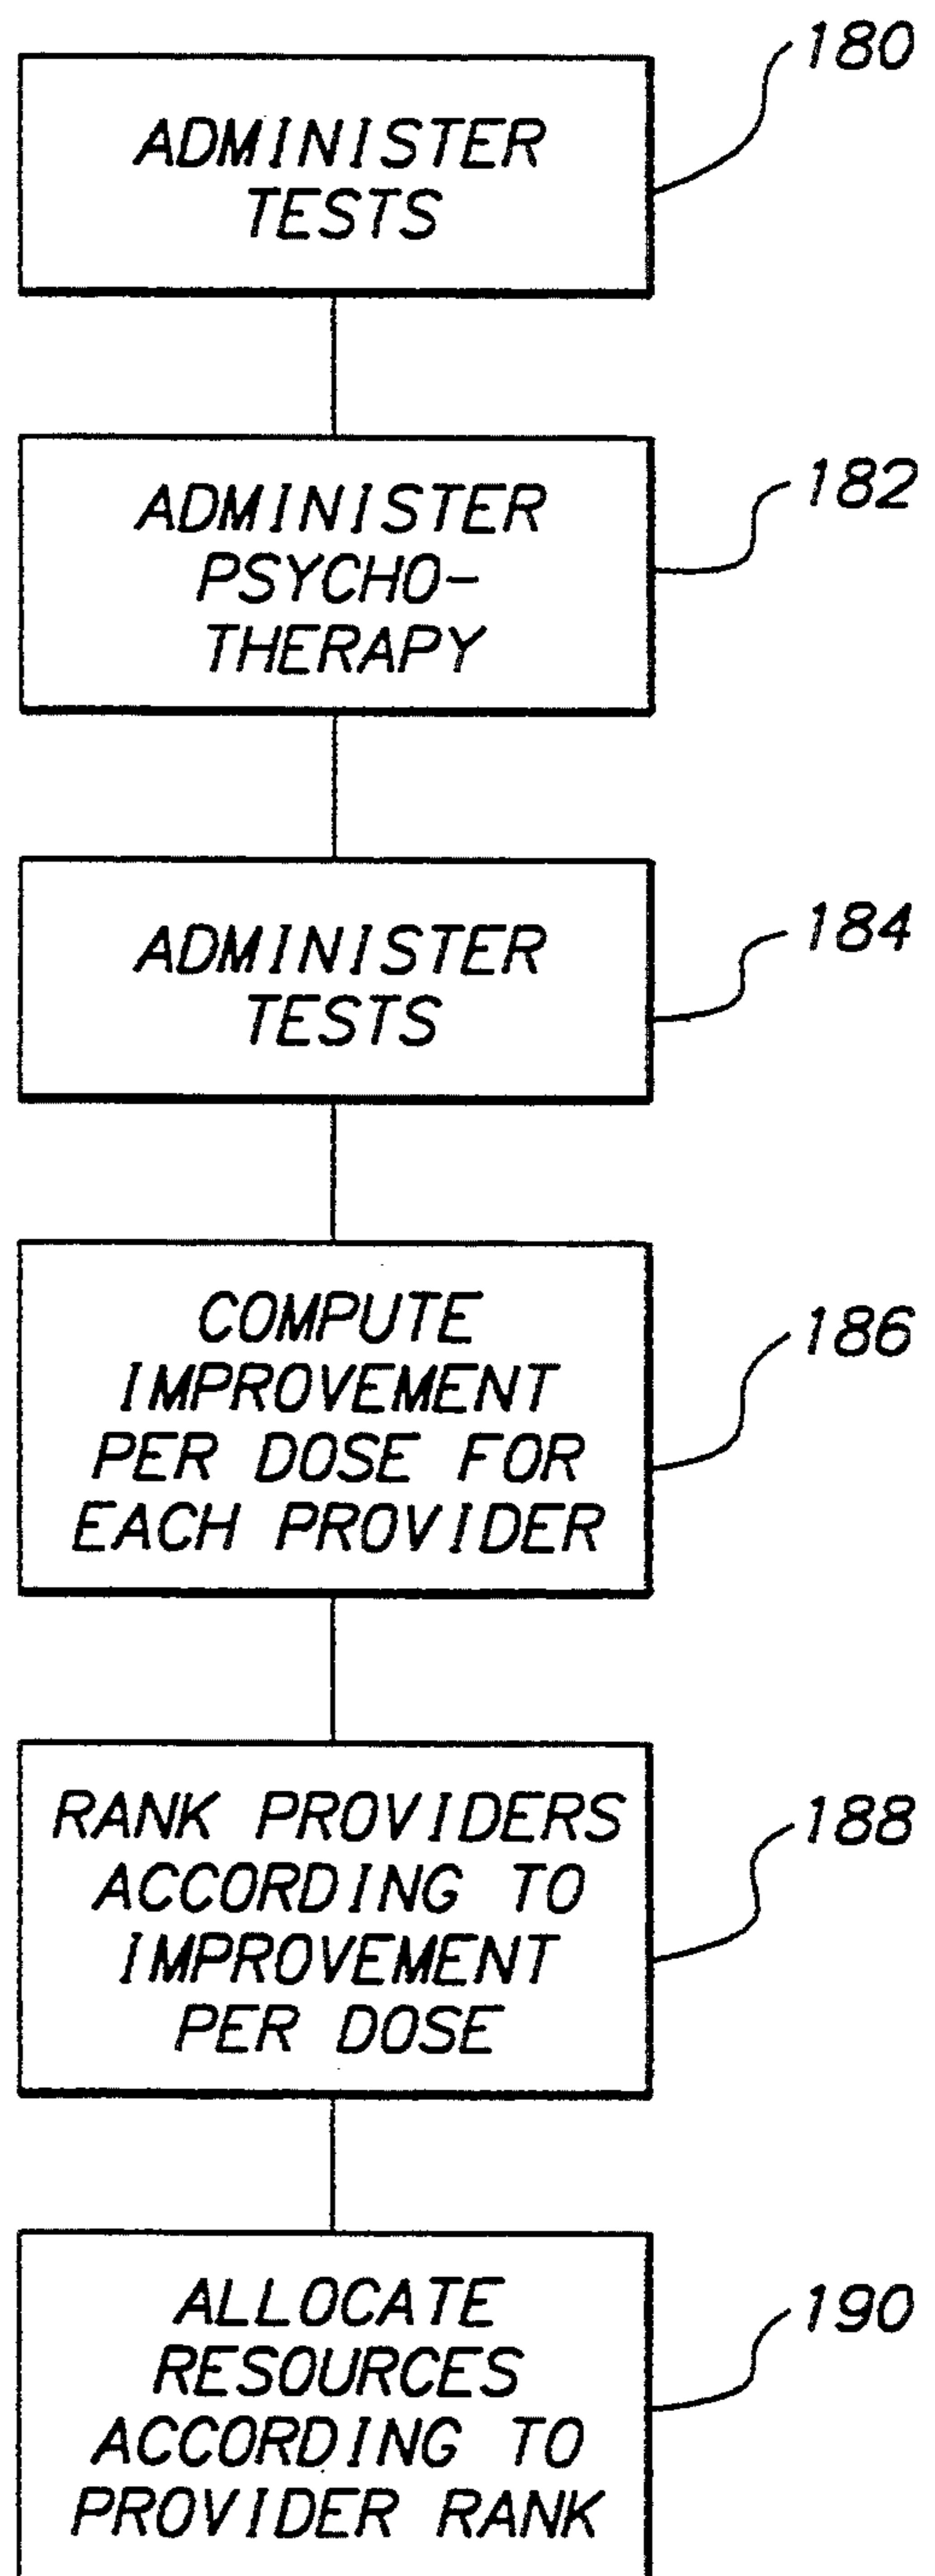 180
ADMINISTER
TESTS
182
ADMINISTER
PSYCHO-
THERAPY
184
ADMINISTER
TESTS
186
COMPUTE
IMPROVEMENT
PER DOSE FOR
EACH PROVIDER
188
RANK PROVIDERS
ACCORDING TO
IMPROVEMENT
PER DOSE
190
ALLOCATE
RESOURCES
ACCORDING TO
PROVIDER RANK